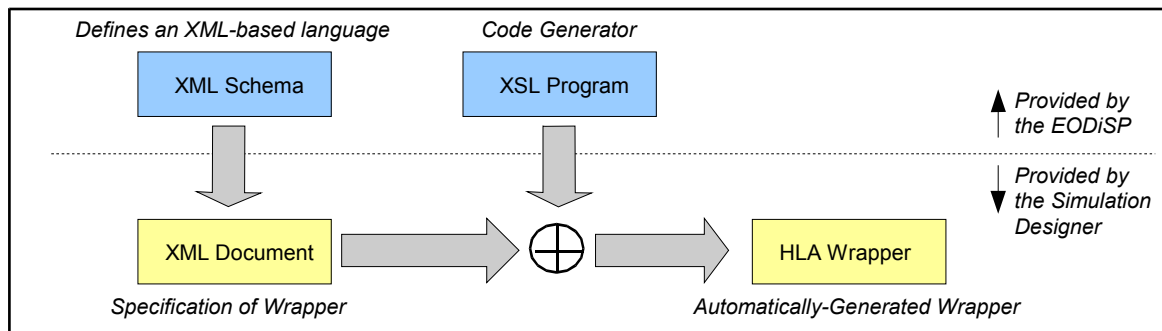 Defines an XML-based language
Code Generator
XML Schema
XSL Program
Provided by
the EODiSP
Provided by
the Simulation
Designer
XML Document
HLA Wrapper
Specification of Wrapper
Automatically-Generated Wrapper